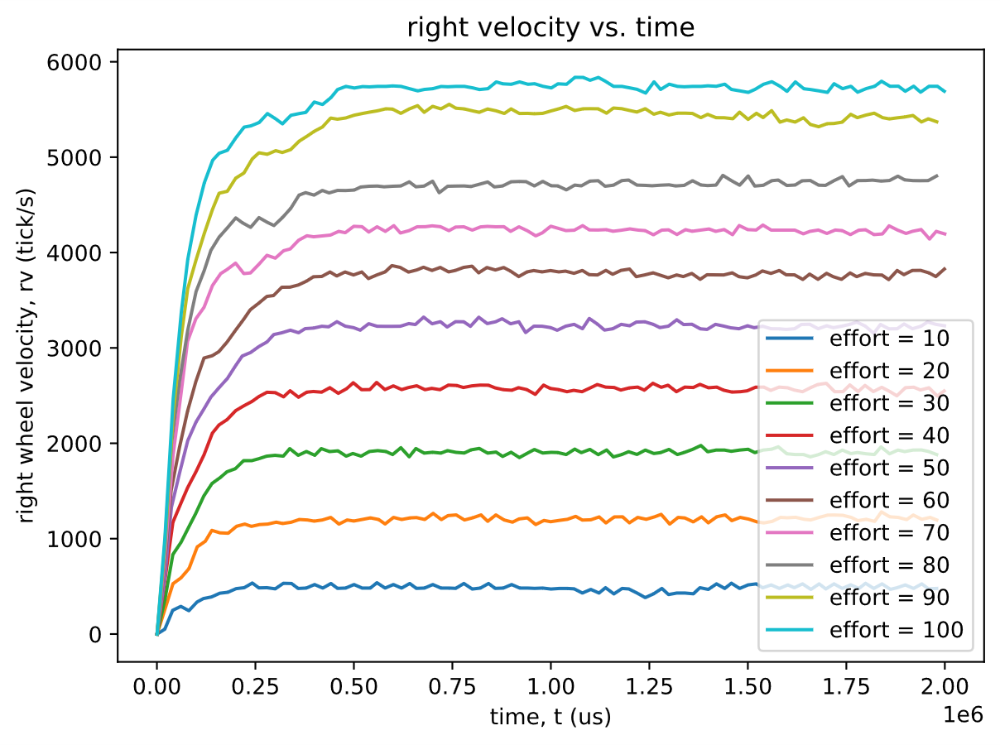 right velocity vs. time
right wheel velocity, rv (tick/s)
6000
5000
4000
3000
2000
1000
0
effort = 10
effort = 20
effort = 30
effort = 40
effort = 50
effort = 60
effort = 70
effort = 80
effort = 90
effort = 100
0.00 0.25 0.50 0.75 1.00 1.25 1.50 1.75 2.00
1e6
time, t (us)